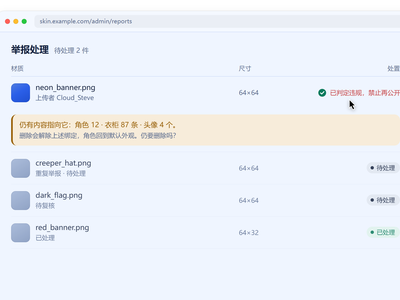 skin.example.com/admin/reports
举报处理 待处理 2 件
材质 尺寸 处置
neon_banner.png 64×64 已判定违规，禁止再公开
上传者 Cloud_Steve
仍有内容指向它：角色 12 · 衣柜 87 条 · 头像 4 个。
删除会解除上述绑定，角色回到默认外观。仍要删除吗？
creeper_hat.png 64×64 待处理
重复举报 · 待处理
dark_flag.png 64×64 待处理
待复核
red_banner.png 64×32 已处理
已处理